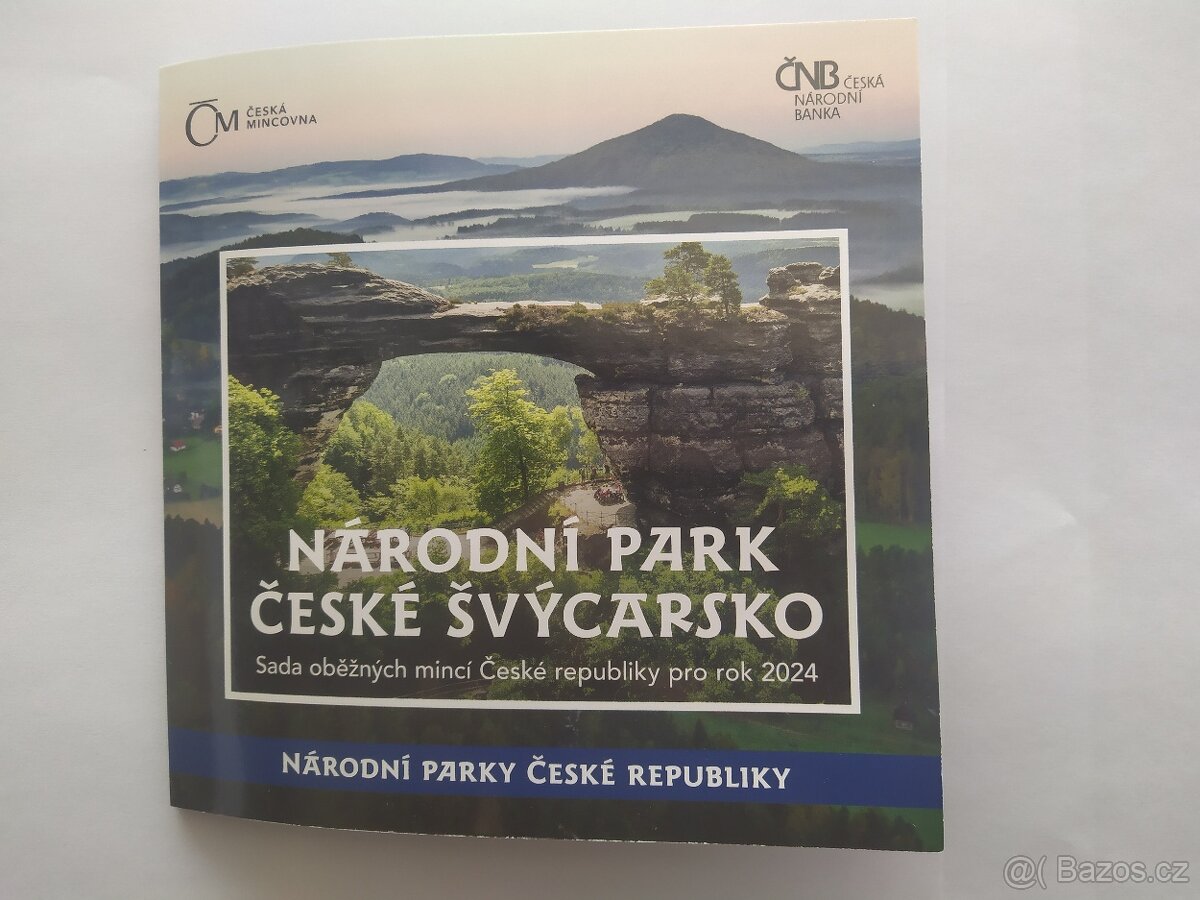 ČM ČESKÁ
MINCOVNA
ČNB ČESKÁ
NÁRODNÍ
BANKA
NÁRODNÍ PARK
ČESKÉ ŠVÝCARSKO
Sada oběžných mincí České republiky pro rok 2024
NÁRODNÍ PARKY ČESKÉ REPUBLIKY
@( Bazos.cz